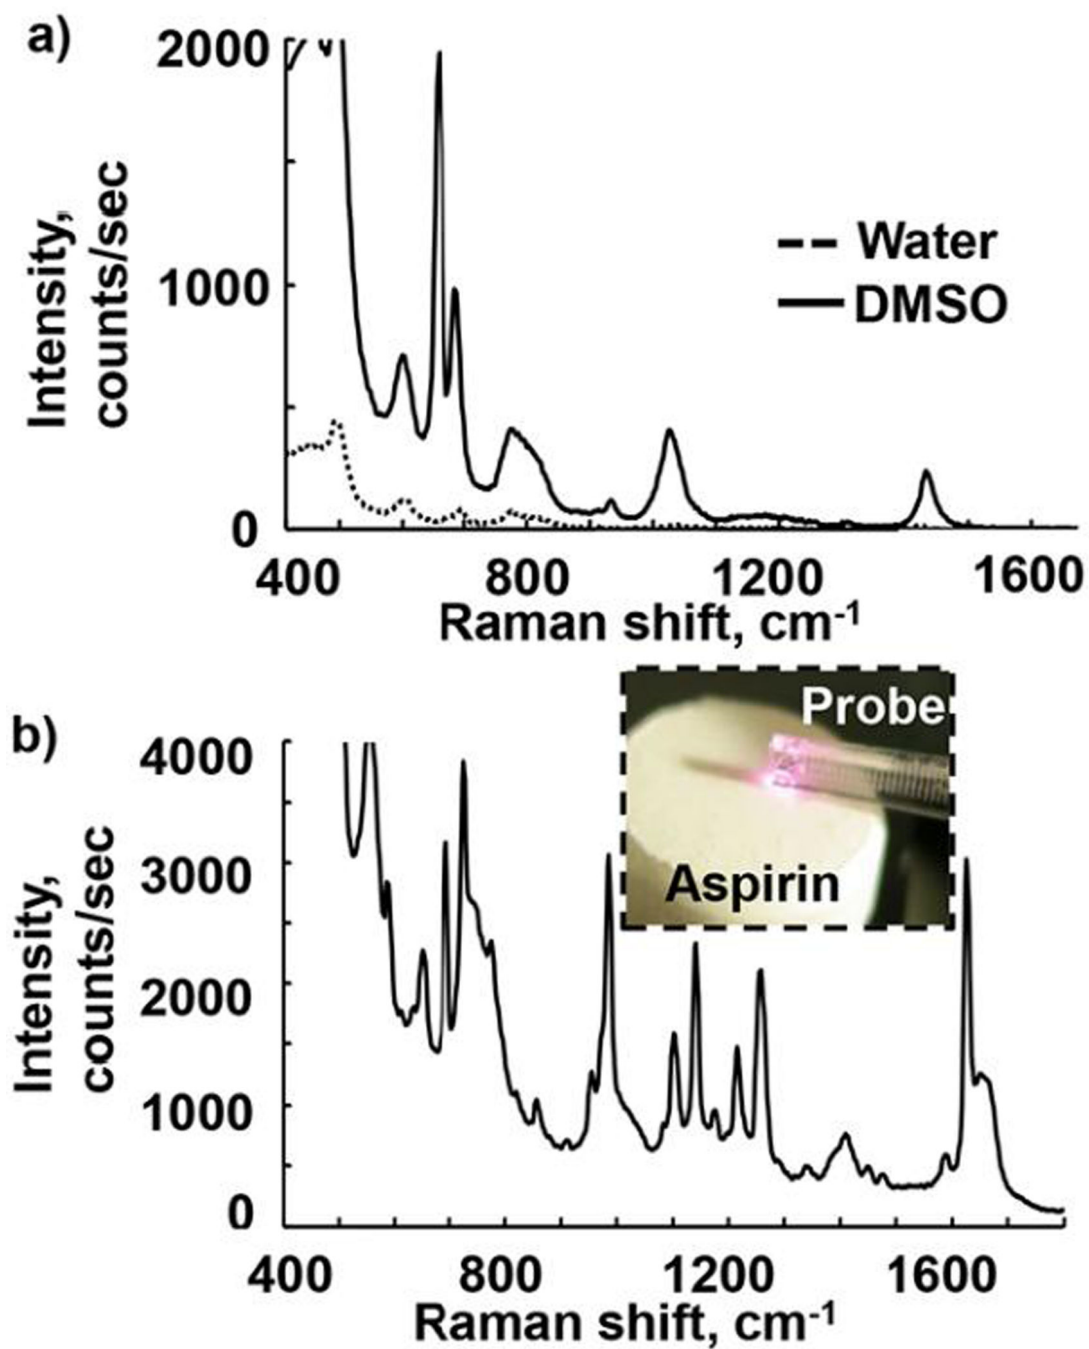 a)
2000
1000
0
Intensity,
counts/sec
Water
DMSO
400 800 1200 1600
Raman shift, cm-1
b)
4000
3000
2000
1000
0
Intensity,
counts/sec
Probe
Aspirin
400 800 1200 1600
Raman shift, cm-1